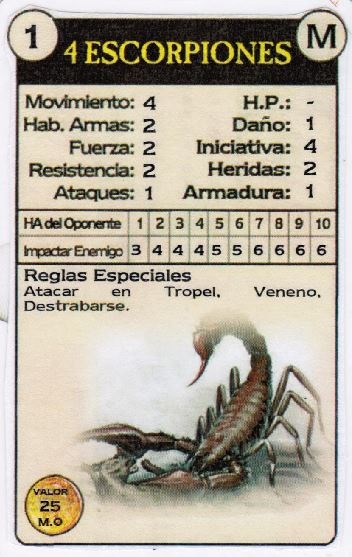 1 4 ESCORPIONES M
Movimiento: 4 H.P.: -
Hab. Armas: 2 Daño: 1
Fuerza: 2 Iniciativa: 4
Resistencia: 2 Heridas: 2
Ataques: 1 Armadura: 1
HA del Oponente 1 2 3 4 5 6 7 8 9 10
Impactar Enemigo 3 4 4 4 5 5 6 6 6 6
Reglas Especiales
Atacar en Tropel, Veneno,
Destrabarse.
VALOR
25
M.O